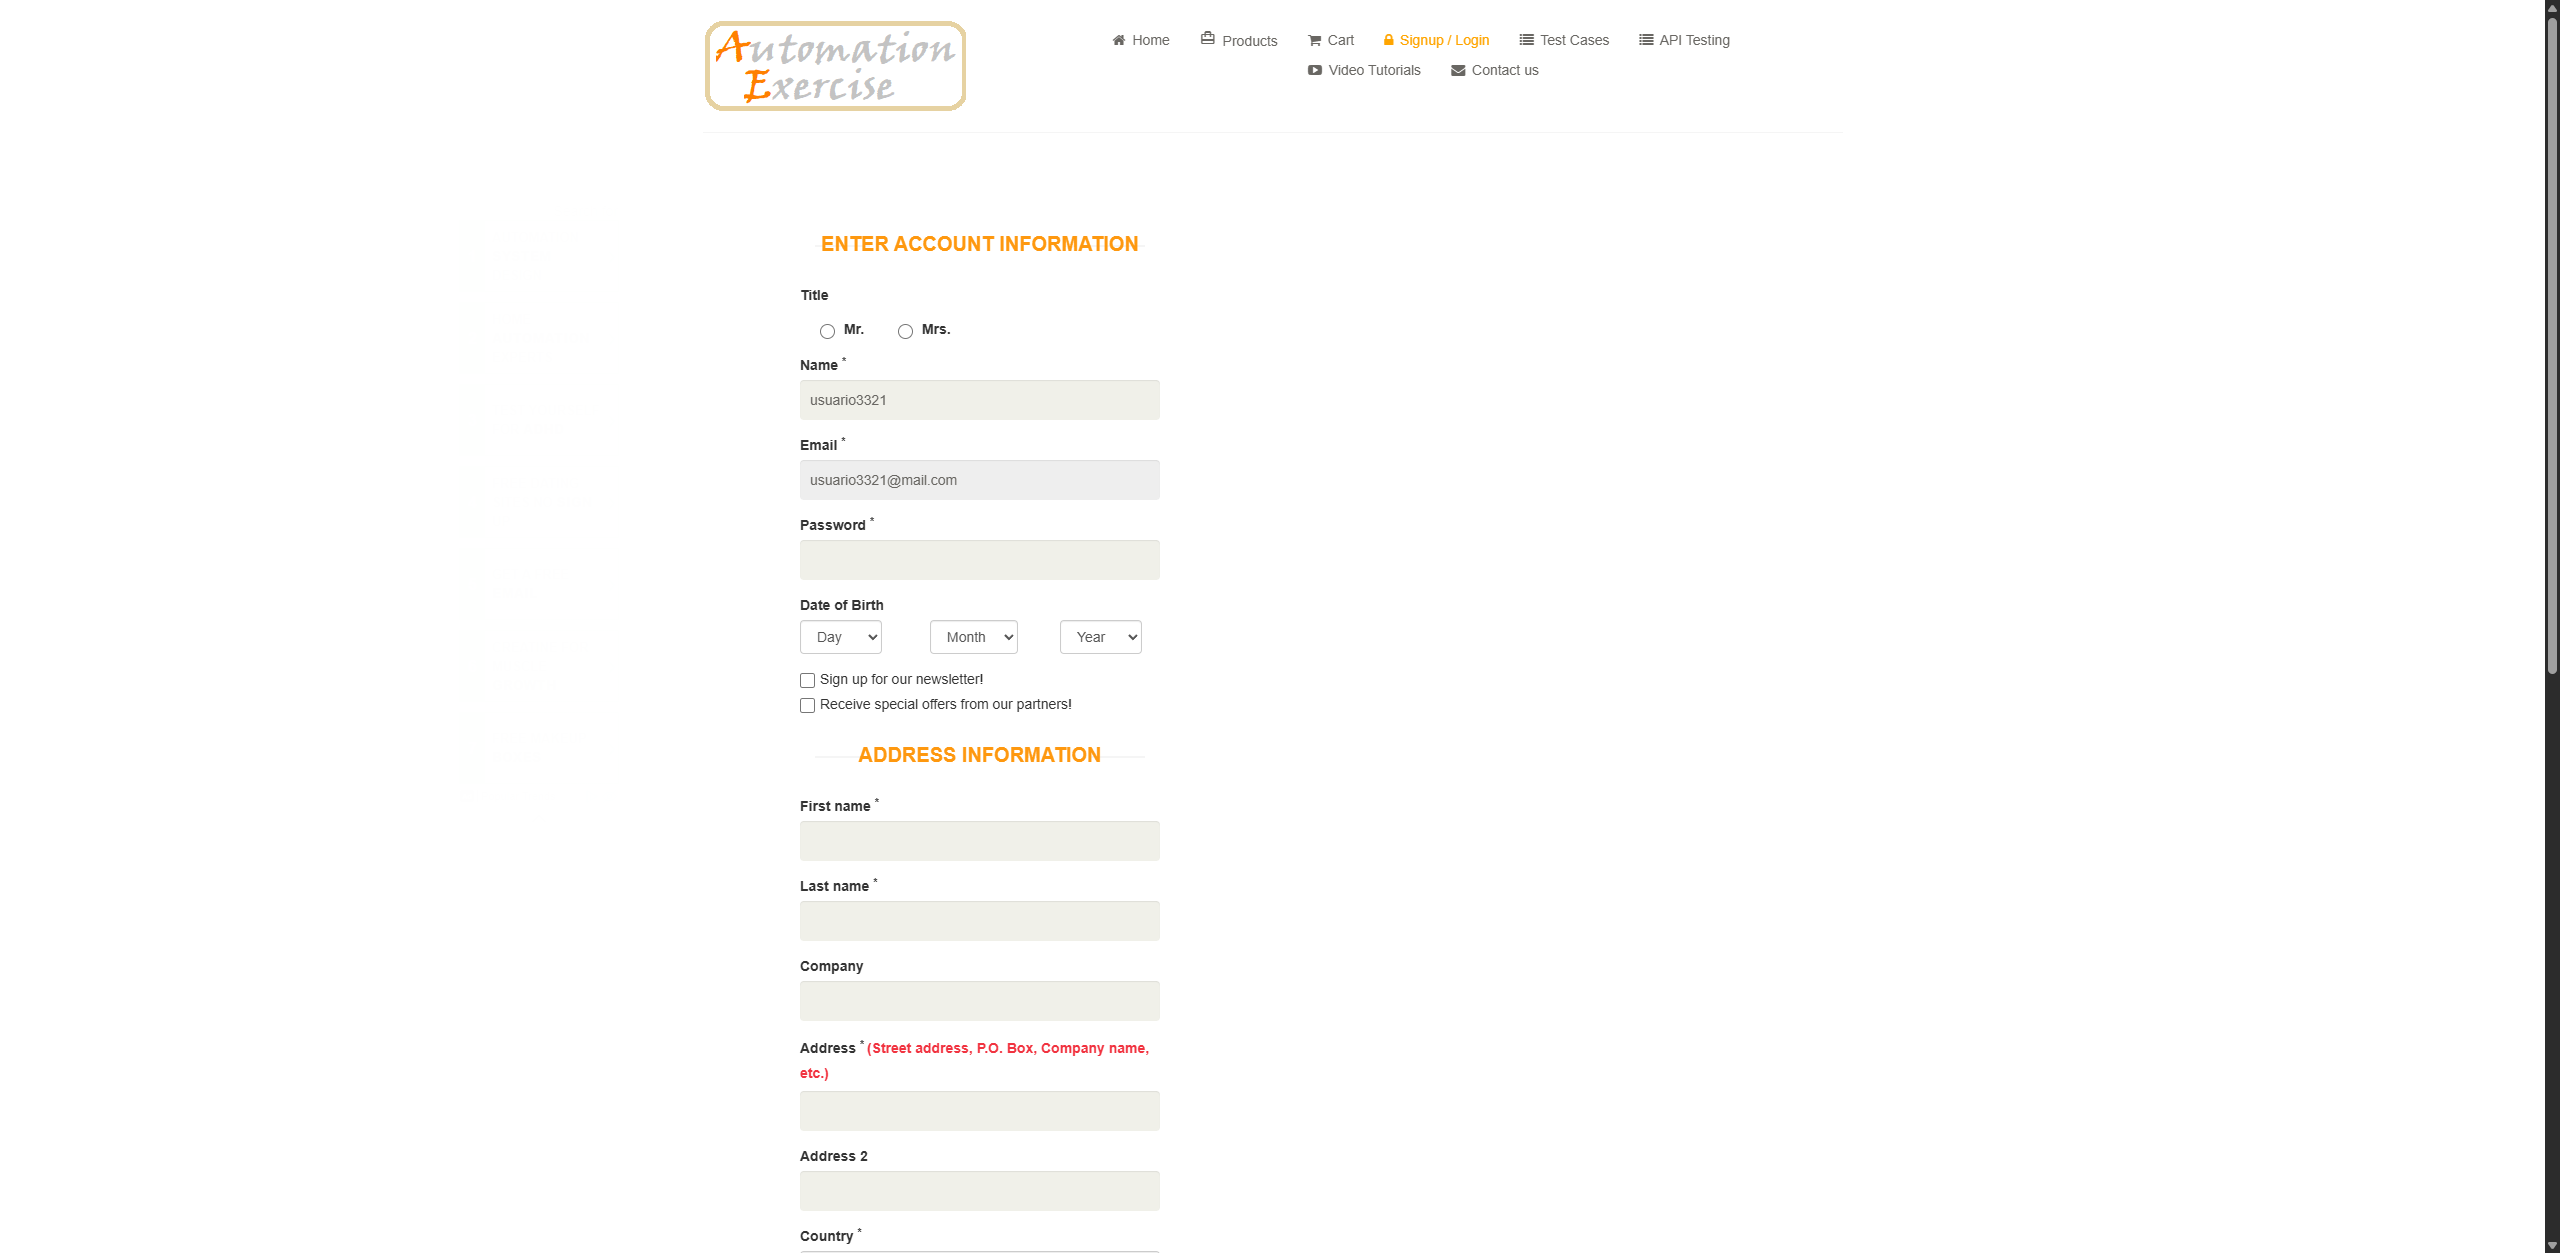 Automation
Exercise
Home
Products
Cart
Signup / Login
Test Cases
API Testing
Video Tutorials
Contact us
ENTER ACCOUNT INFORMATION
Title
Mr.
Mrs.
Name *
usuario3321
Email *
usuario3321@mail.com
Password *
Date of Birth
Day
Month
Year
Sign up for our newsletter!
Receive special offers from our partners!
ADDRESS INFORMATION
First name *
Last name *
Company
Address * (Street address, P.O. Box, Company name,
etc.)
Address 2
Country *